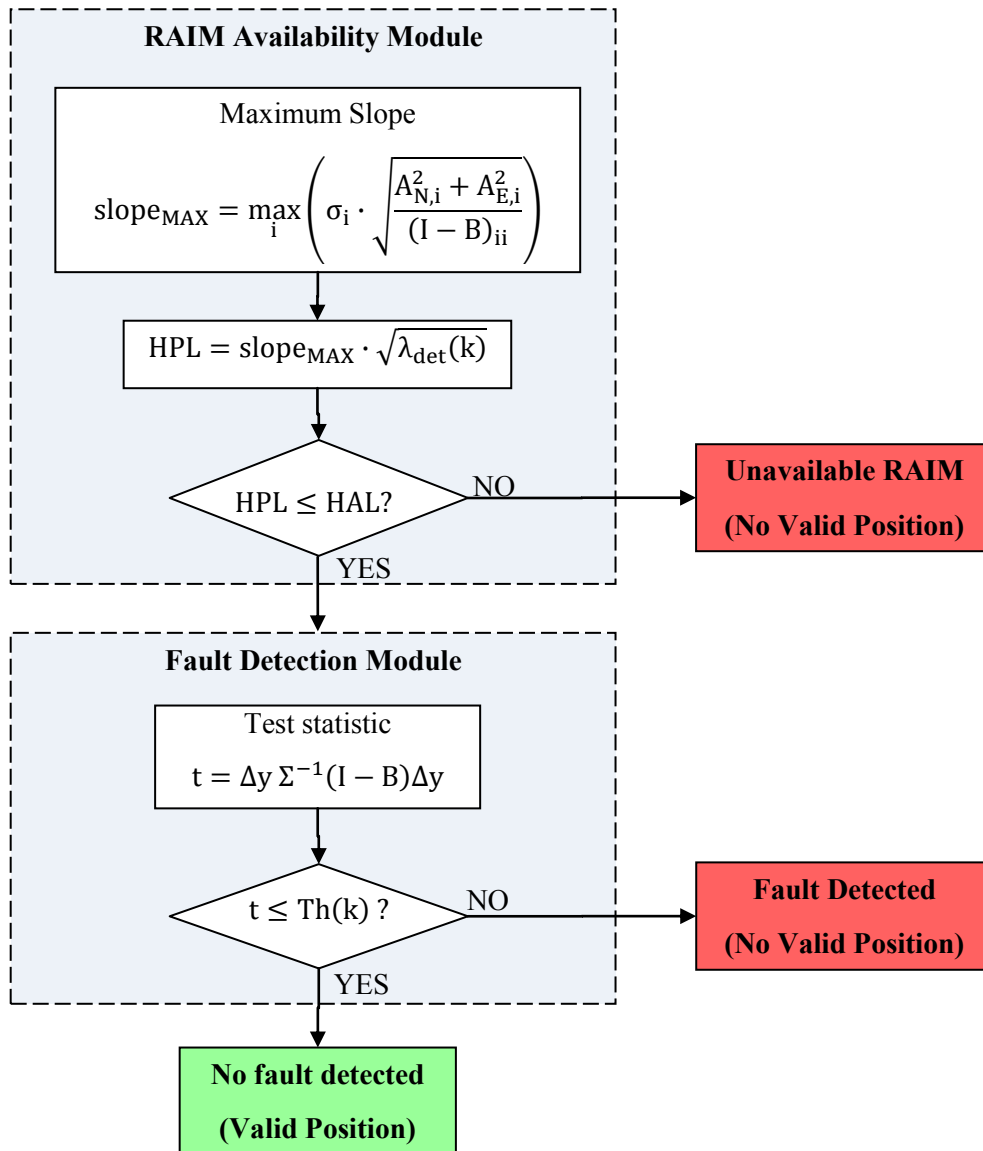 RAIM Availability Module
Maximum Slope
slope_MAX = max_i (σ_i · √((A²_N,i + A²_E,i) / (I − B)_ii))
HPL = slope_MAX · √λ_det(k)
HPL ≤ HAL?
NO
Unavailable RAIM
(No Valid Position)
YES
Fault Detection Module
Test statistic
t = Δy Σ⁻¹(I − B)Δy
t ≤ Th(k) ?
NO
Fault Detected
(No Valid Position)
YES
No fault detected
(Valid Position)